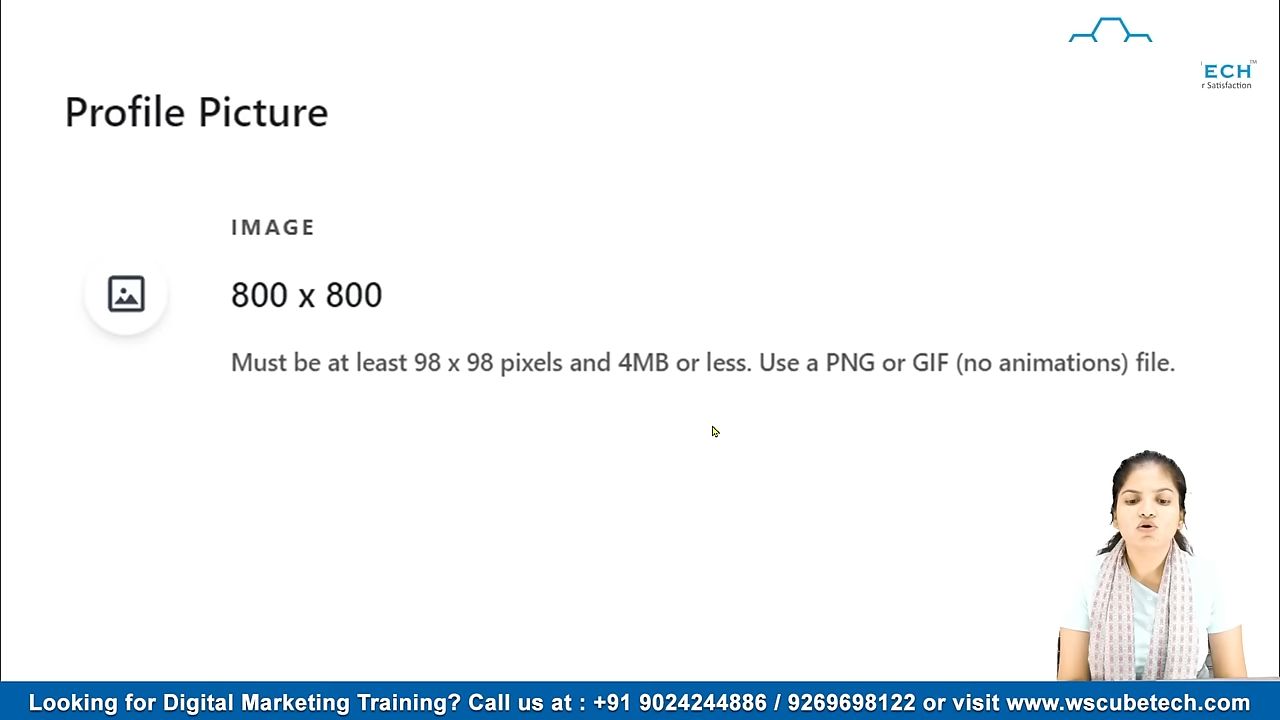 ECH™
r Satisfaction
Profile Picture
IMAGE
800 x 800
Must be at least 98 x 98 pixels and 4MB or less. Use a PNG or GIF (no animations) file.
Looking for Digital Marketing Training? Call us at : +91 9024244886 / 9269698122 or visit www.wscubetech.com